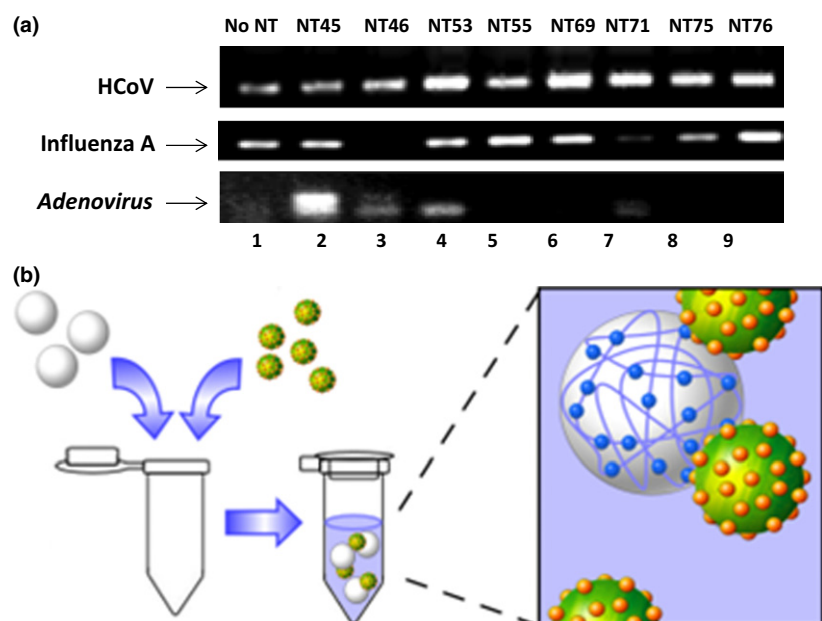 (a)
No NT NT45 NT46 NT53 NT55 NT69 NT71 NT75 NT76
HCoV
Influenza A
Adenovirus
1 2 3 4 5 6 7 8 9
(b)